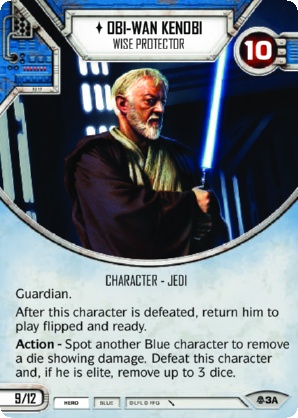 OBI-WAN KENOBI
WISE PROTECTOR
10
CHARACTER - JEDI
Guardian.
After this character is defeated, return him to
play flipped and ready.
Action - Spot another Blue character to remove
a die showing damage. Defeat this character
and, if he is elite, remove up to 3 dice.
9/12
HERO
BLUE
3A